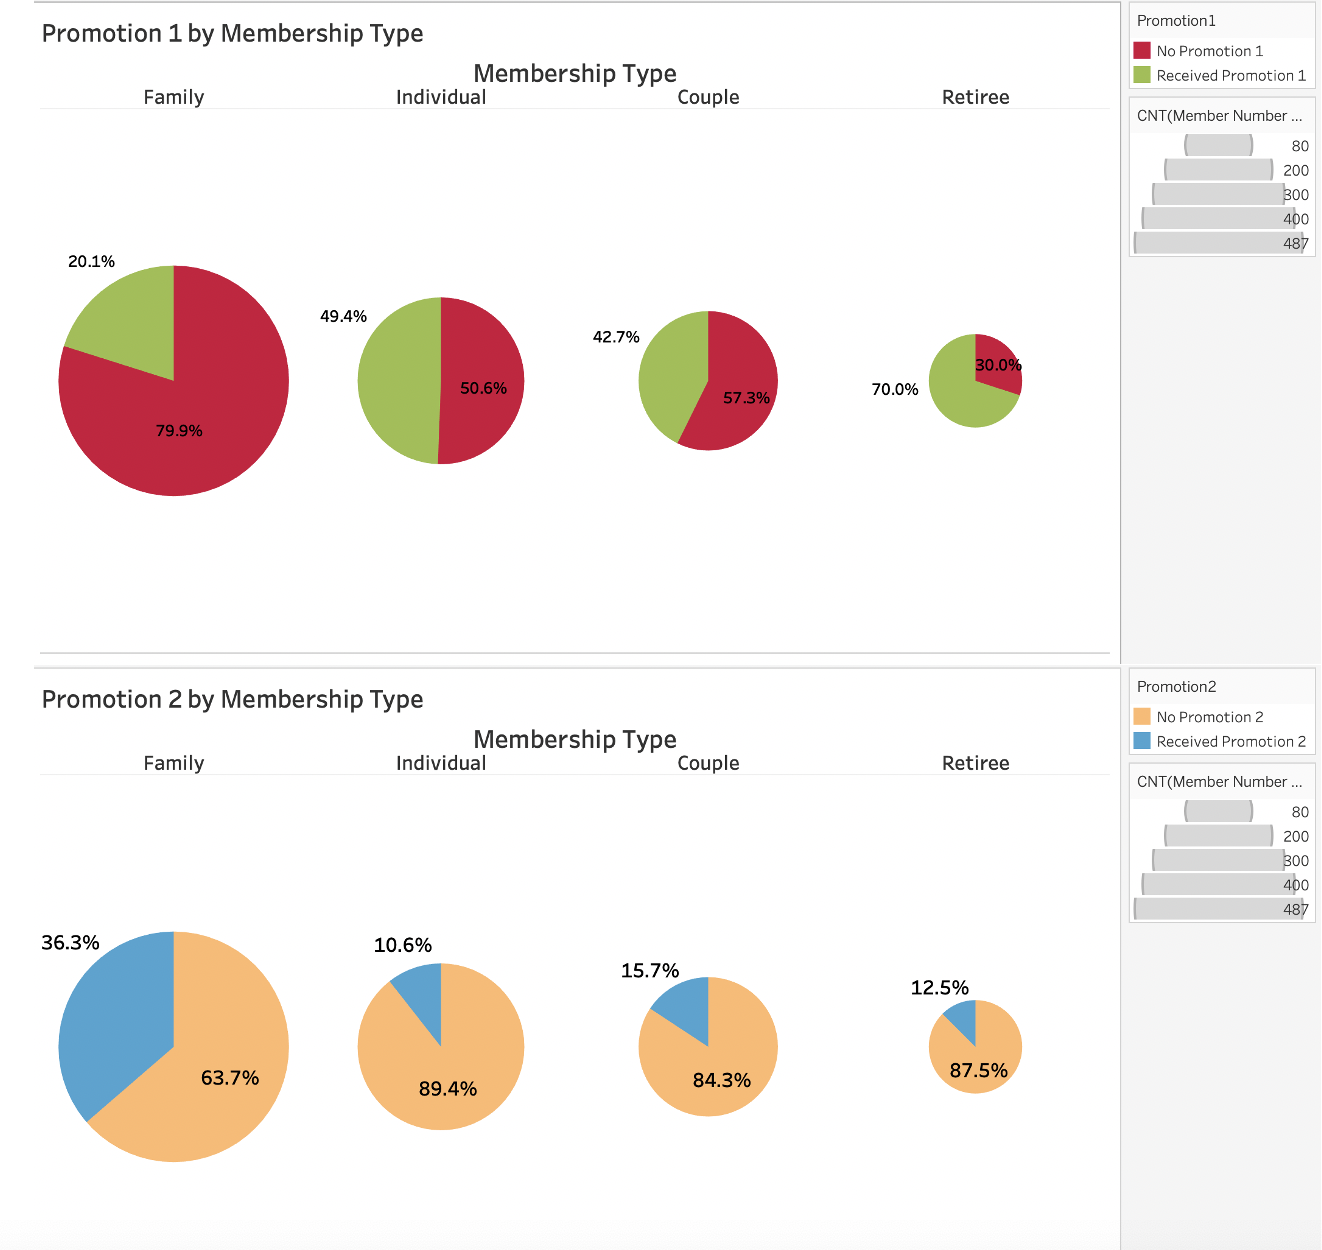 Promotion 1 by Membership Type
Membership Type
Family Individual Couple Retiree
20.1%
79.9%
49.4%
50.6%
42.7%
57.3%
70.0%
30.0%
Promotion1
No Promotion 1
Received Promotion 1
CNT(Member Number ...
80
200
300
400
487
Promotion 2 by Membership Type
Membership Type
Family Individual Couple Retiree
36.3%
63.7%
10.6%
89.4%
15.7%
84.3%
12.5%
87.5%
Promotion2
No Promotion 2
Received Promotion 2
CNT(Member Number ...
80
200
300
400
487